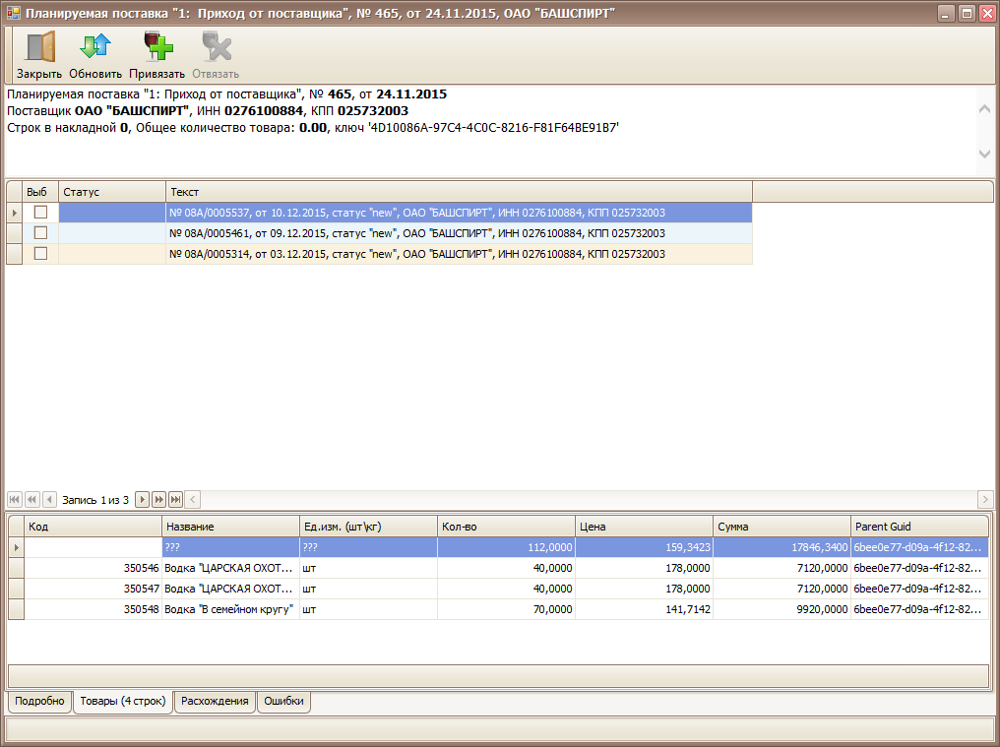 Планируемая поставка "1:  Приход от поставщика", № 465, от 24.11.2015, ОАО "БАШСПИРТ"
Закрыть Обновить Привязать Отвязать
Планируемая поставка "1: Приход от поставщика", № 465, от 24.11.2015
Поставщик ОАО "БАШСПИРТ", ИНН 0276100884, КПП 025732003
Строк в накладной 0, Общее количество товара: 0.00, ключ '4D10086A-97C4-4C0C-8216-F81F64BE91B7'
Выб Статус Текст
№ 08А/0005537, от 10.12.2015, статус "new", ОАО "БАШСПИРТ", ИНН 0276100884, КПП 025732003
№ 08А/0005461, от 09.12.2015, статус "new", ОАО "БАШСПИРТ", ИНН 0276100884, КПП 025732003
№ 08А/0005314, от 03.12.2015, статус "new", ОАО "БАШСПИРТ", ИНН 0276100884, КПП 025732003
Запись 1 из 3
Код Название Ед.изм. (шт\кг) Кол-во Цена Сумма Parent Guid
??? ??? 112,0000 159,3423 17846,3400 6bee0e77-d09a-4f12-82...
350546 Водка "ЦАРСКАЯ ОХОТ... шт 40,0000 178,0000 7120,0000 6bee0e77-d09a-4f12-82...
350547 Водка "ЦАРСКАЯ ОХОТ... шт 40,0000 178,0000 7120,0000 6bee0e77-d09a-4f12-82...
350548 Водка "В семейном кругу" шт 70,0000 141,7142 9920,0000 6bee0e77-d09a-4f12-82...
Подробно Товары (4 строк) Расхождения Ошибки